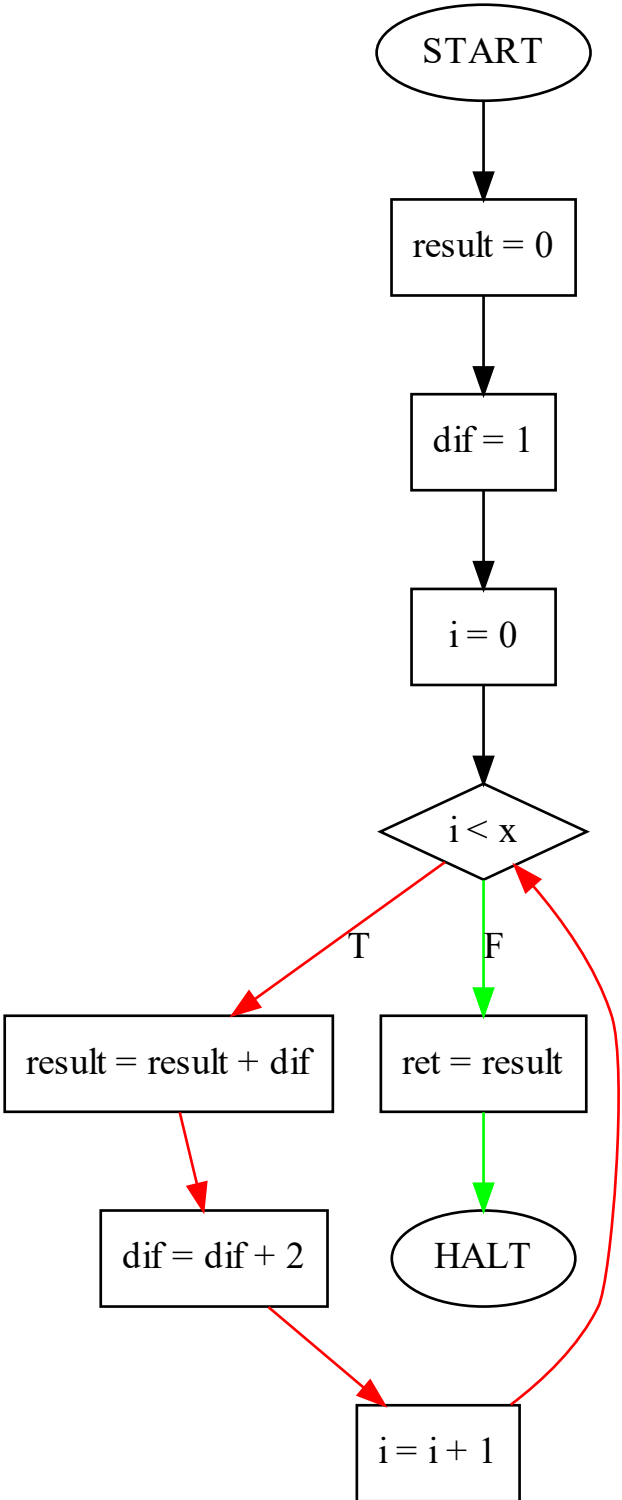 START
result = 0
dif = 1
i = 0
i < x
T
F
result = result + dif
ret = result
dif = dif + 2
HALT
i = i + 1